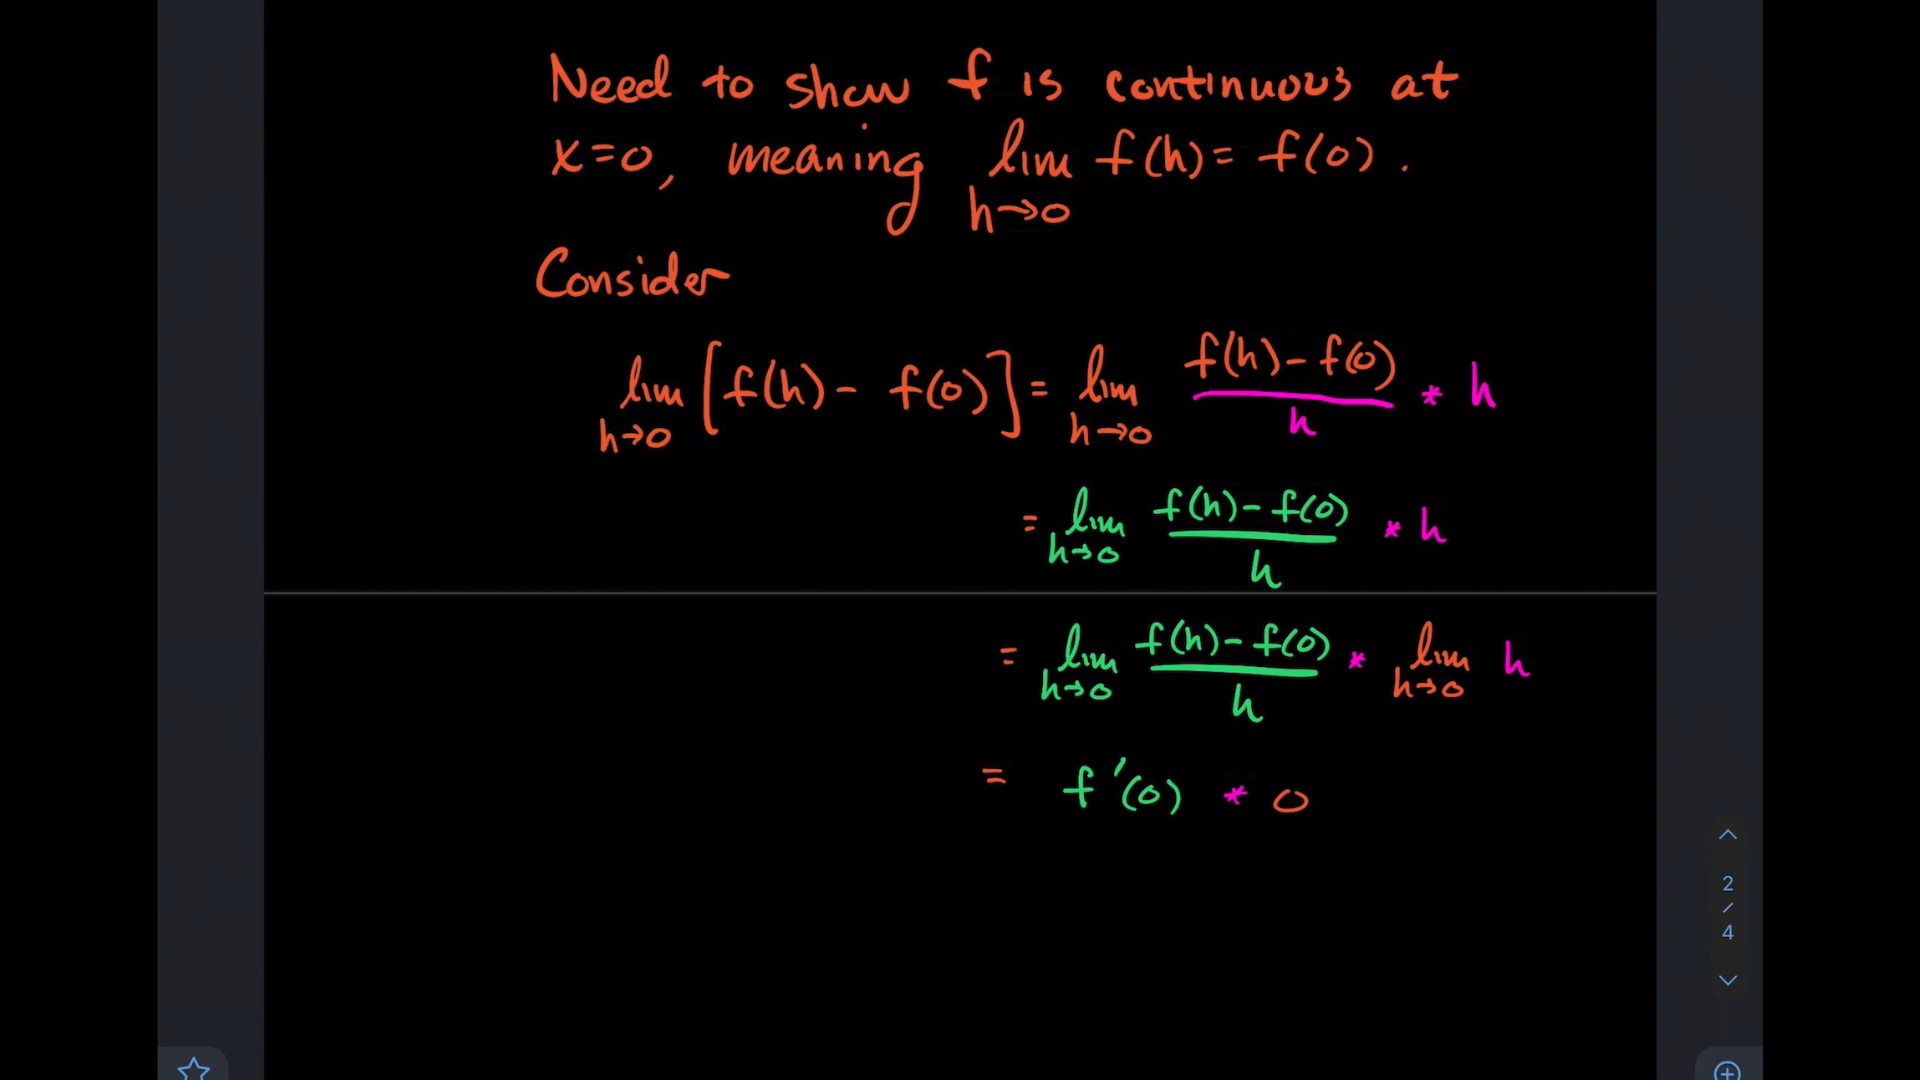 Need to show f is continuous at
x=0, meaning lim f(h) = f(0).
h→0
Consider
lim [f(h) - f(0)] = lim f(h) - f(0) / h * h
h→0 h→0
= lim f(h) - f(0) / h * h
h→0
= lim f(h) - f(0) / h * lim h
h→0 h→0
= f'(0) * 0
2
/
4